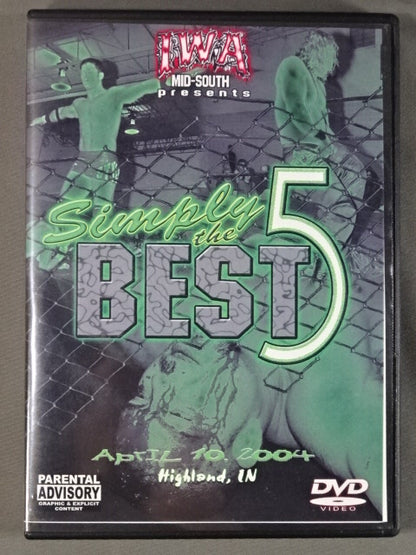 IWA
MID-SOUTH
presents
Simply
the
BEST 5
April 10, 2004
Highland, IN
PARENTAL
ADVISORY
GRAPHIC & EXPLICIT
CONTENT
DVD
VIDEO